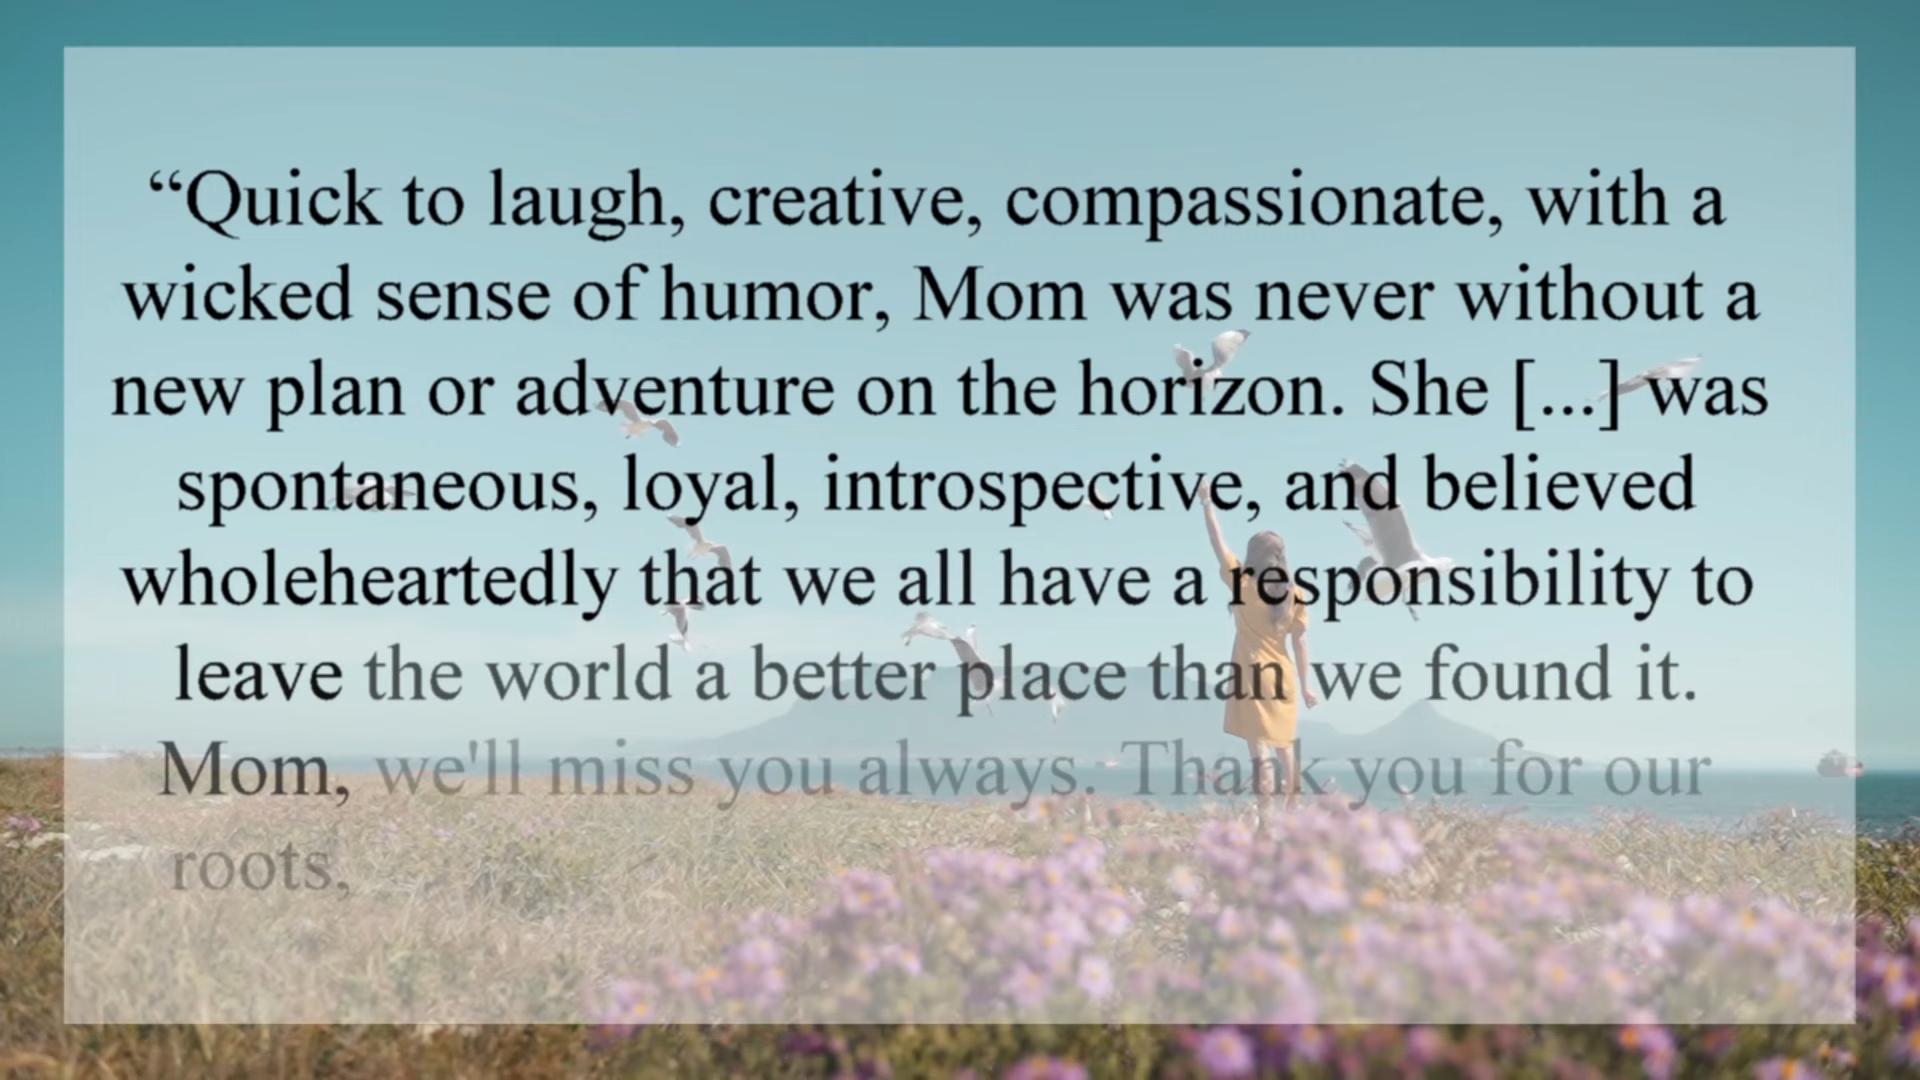 “Quick to laugh, creative, compassionate, with a
wicked sense of humor, Mom was never without a
new plan or adventure on the horizon. She [...] was
spontaneous, loyal, introspective, and believed
wholeheartedly that we all have a responsibility to
leave the world a better place than we found it.
Mom, we'll miss you always. Thank you for our
roots,